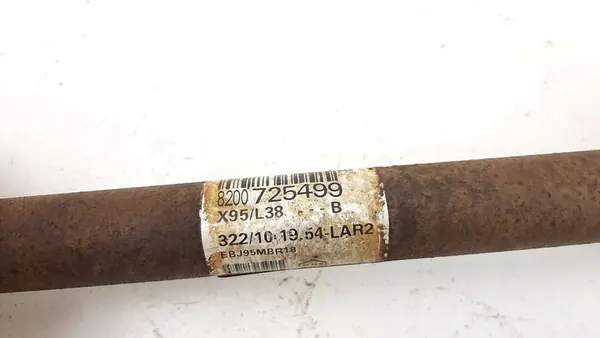 8200 725499
X95/L38 --- B
322/10 19.54-LAR2
EBJ95MBR18